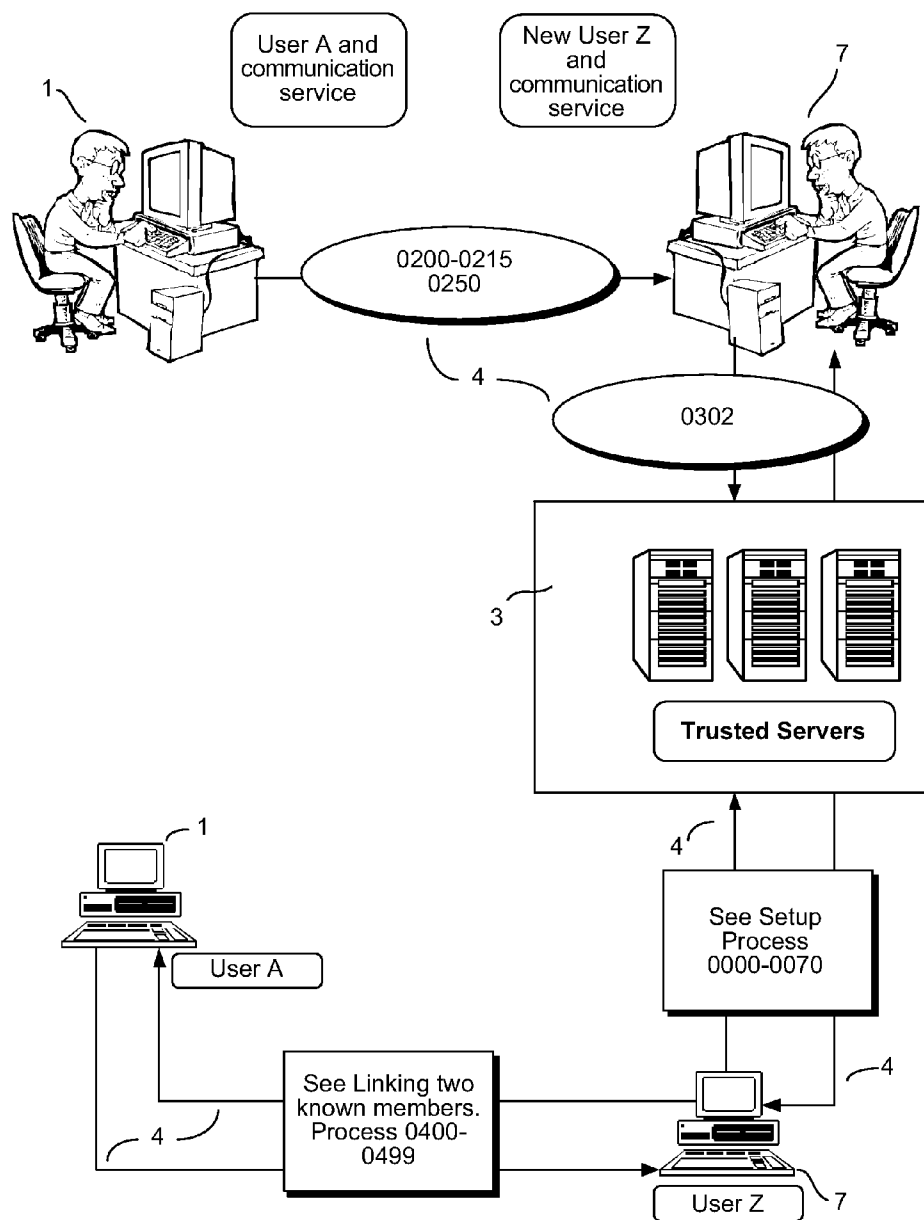 User A and
communication
service
New User Z
and
communication
service
1
7
0200-0215
0250
4
0302
3
Trusted Servers
1
4
See Setup
Process
0000-0070
User A
See Linking two
known members.
Process 0400-
0499
4
4
7
User Z